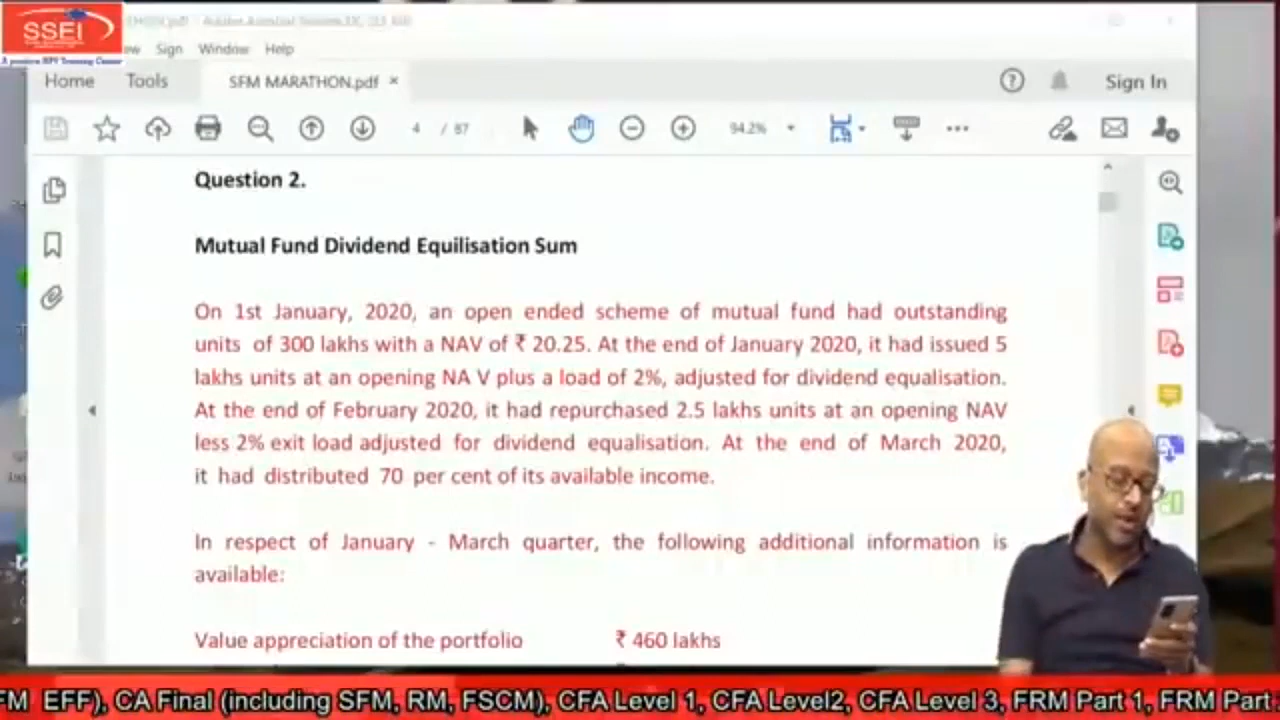 SSEI
Sign Window Help
Home Tools SFM MARATHON.pdf × Sign In
4 / 87 94.2%
Question 2.
Mutual Fund Dividend Equilisation Sum
On 1st January, 2020, an open ended scheme of mutual fund had outstanding
units of 300 lakhs with a NAV of ₹ 20.25. At the end of January 2020, it had issued 5
lakhs units at an opening NA V plus a load of 2%, adjusted for dividend equalisation.
At the end of February 2020, it had repurchased 2.5 lakhs units at an opening NAV
less 2% exit load adjusted for dividend equalisation. At the end of March 2020,
it had distributed 70 per cent of its available income.
In respect of January - March quarter, the following additional information is
available:
Value appreciation of the portfolio ₹ 460 lakhs
FM EFF), CA Final (including SFM, RM, FSCM), CFA Level 1, CFA Level2, CFA Level 3, FRM Part 1, FRM Part